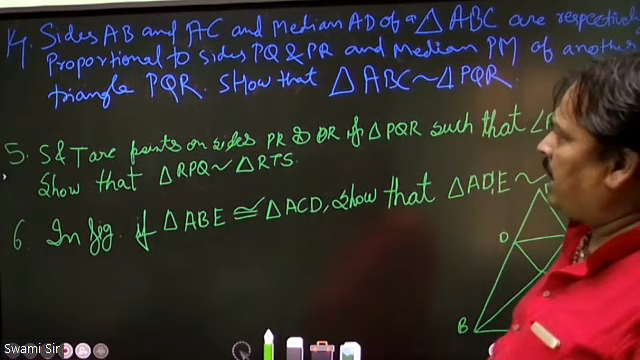 14. Sides AB and AC and Median AD of a △ ABC are respectively
Proportional to sides PQ & PR and median PM of another
triangle PQR. Show that △ ABC ~ △ PQR.
5. S & T are points on sides PR & QR of △ PQR such that
Show that △ RPQ ~ △ RTS.
6. In fig. if △ ABE ≅ △ ACD, show that △ ADE ~
D
B
Swami Sir